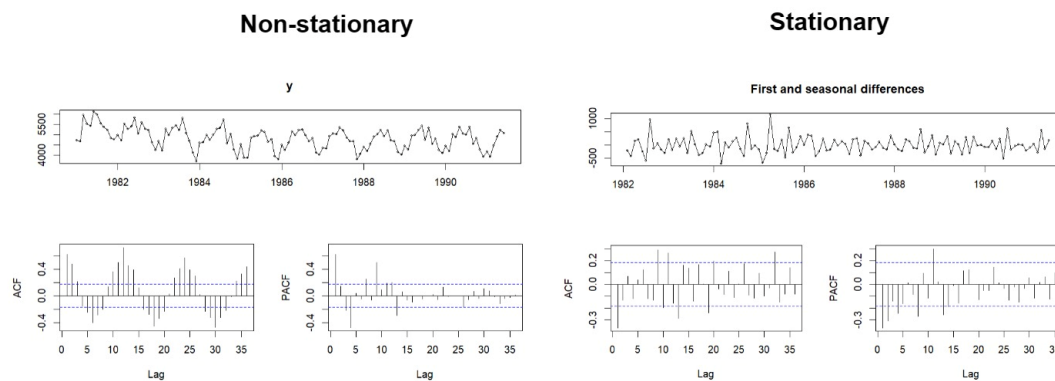 Non-stationary
y
5500
4000
1982 1984 1986 1988 1990
ACF
0.4
0.0
-0.4
0 5 10 15 20 25 30 35
Lag
PACF
0.4
0.0
-0.4
0 5 10 15 20 25 30 35
Lag
Stationary
First and seasonal differences
1000
-500
1982 1984 1986 1988 1990
ACF
0.2
0.0
-0.3
0 5 10 15 20 25 30 35
Lag
PACF
0.2
0.0
-0.3
0 5 10 15 20 25 30 35
Lag